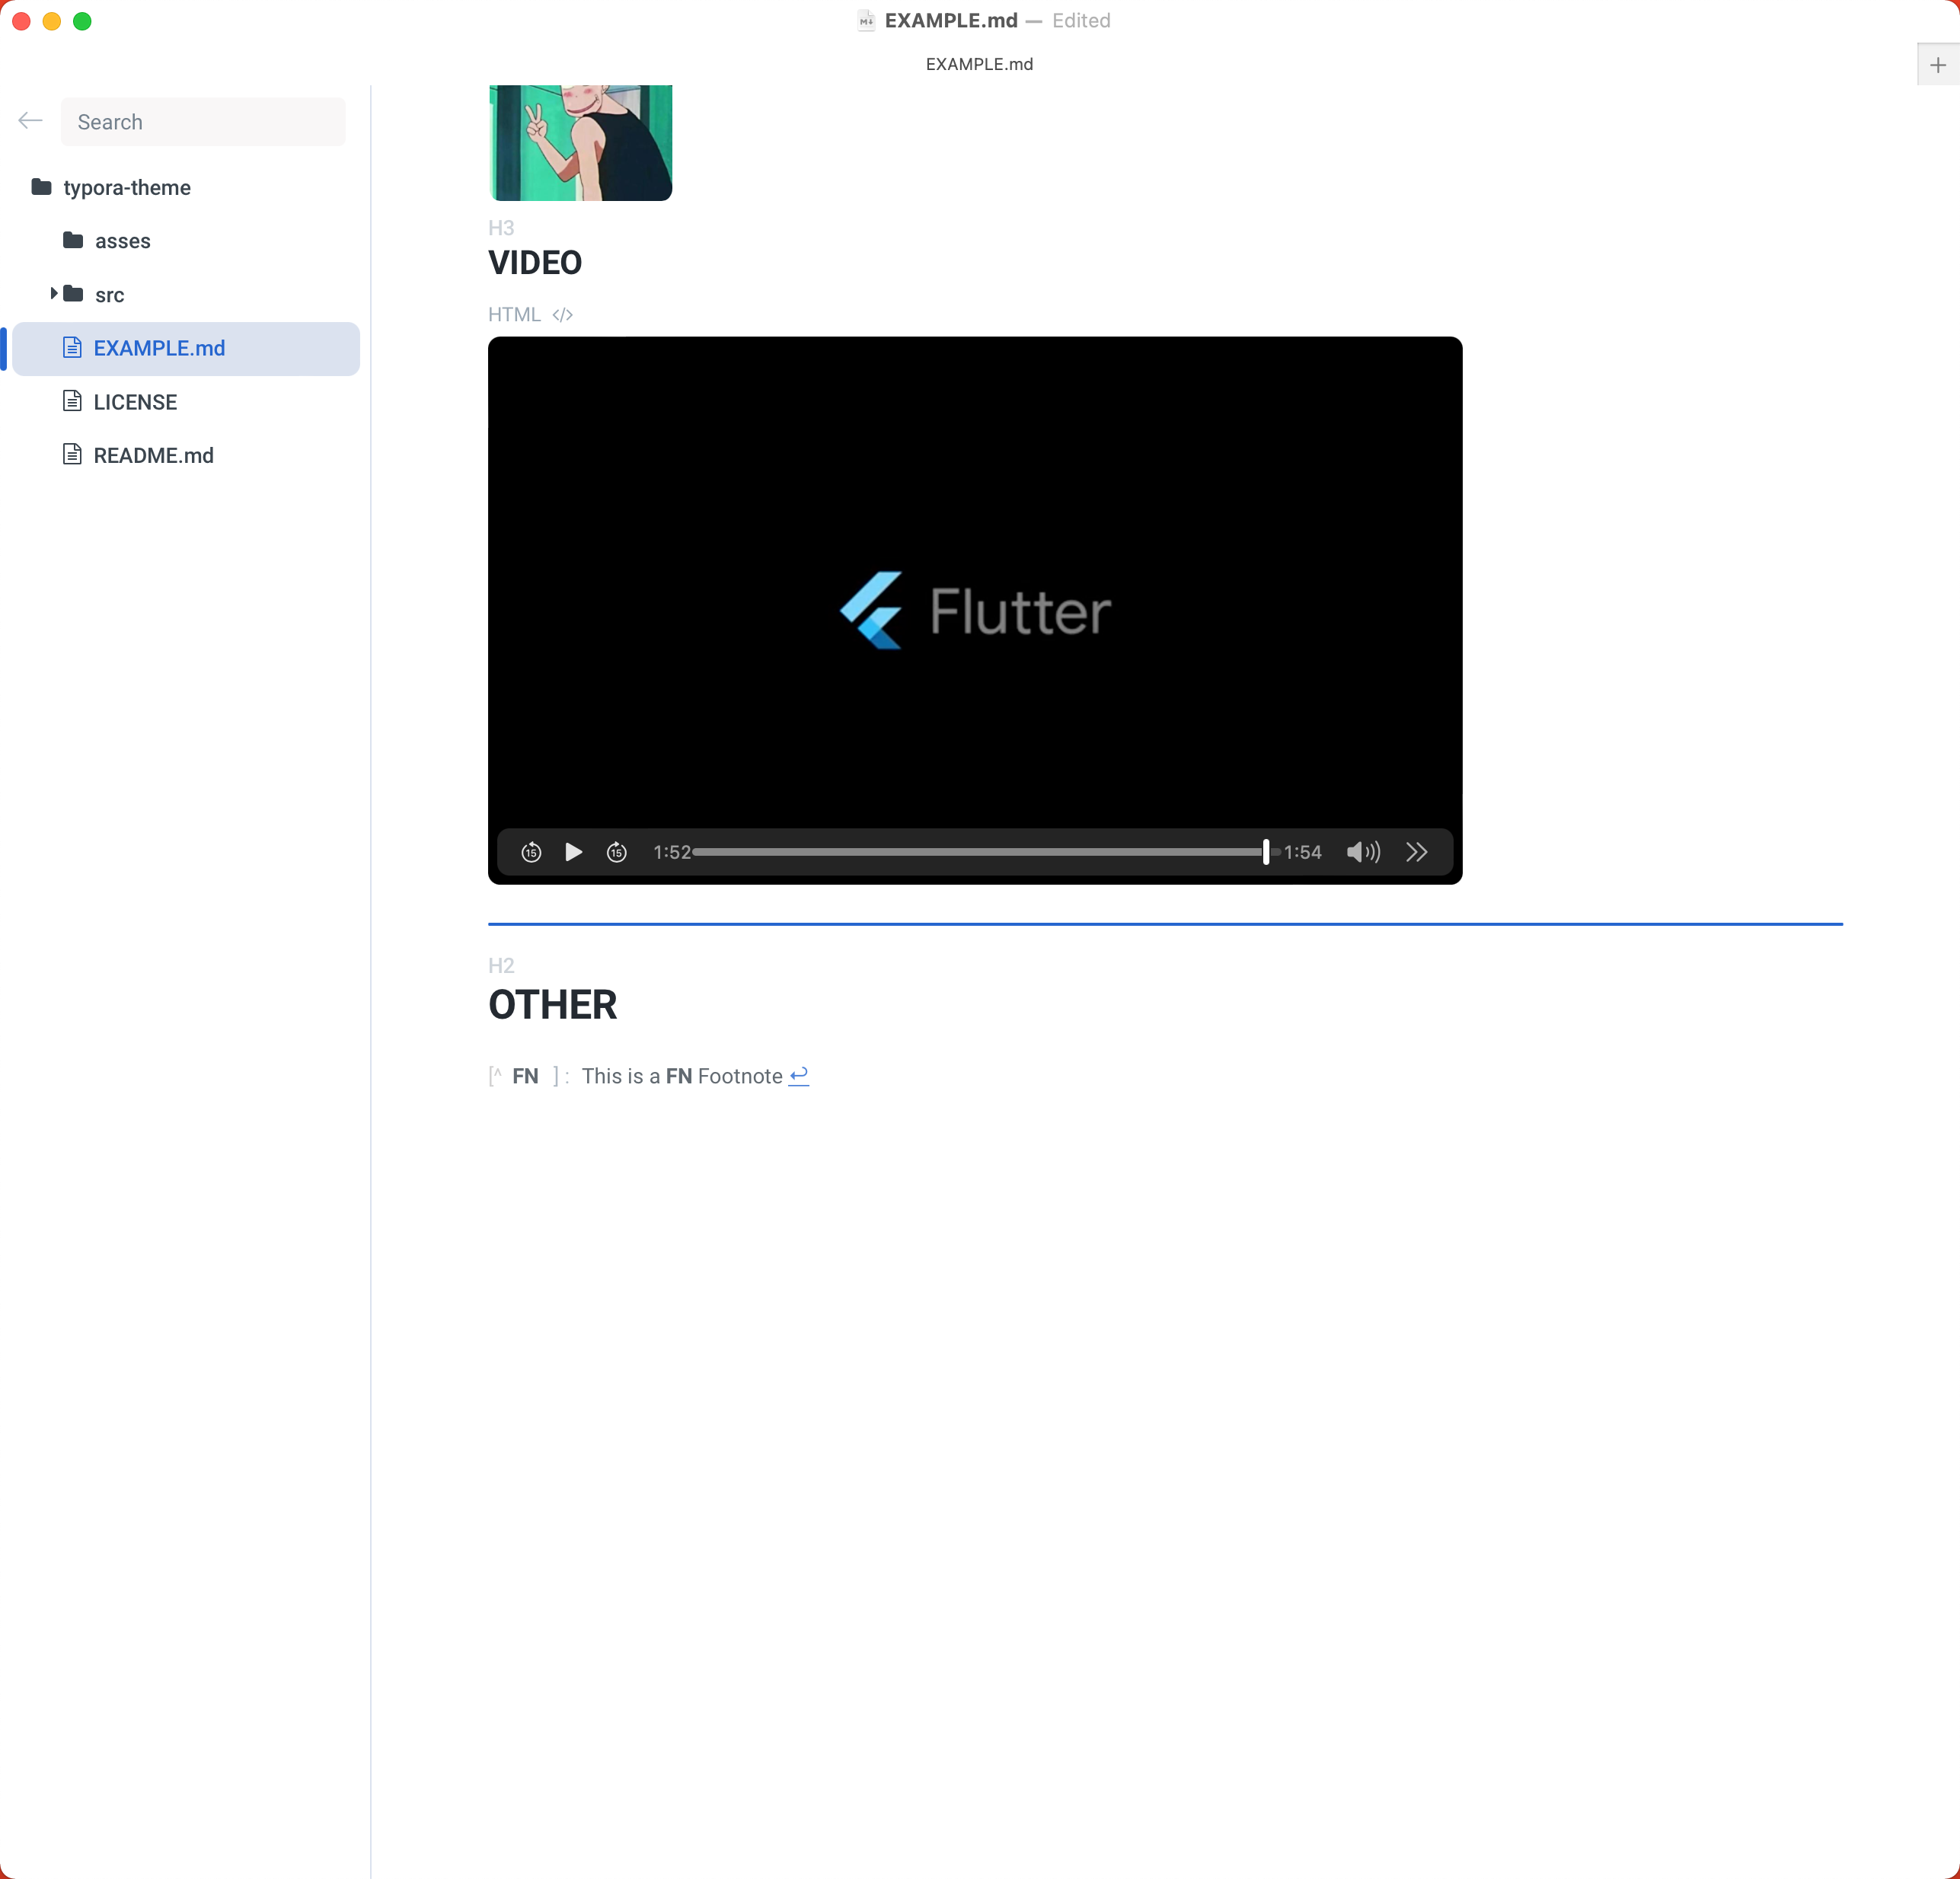 EXAMPLE.md — Edited
EXAMPLE.md
Search
typora-theme
asses
src
EXAMPLE.md
LICENSE
README.md
H3
VIDEO
HTML </>
Flutter
15
15
1:52
1:54
H2
OTHER
[^ FN ] : This is a FN Footnote